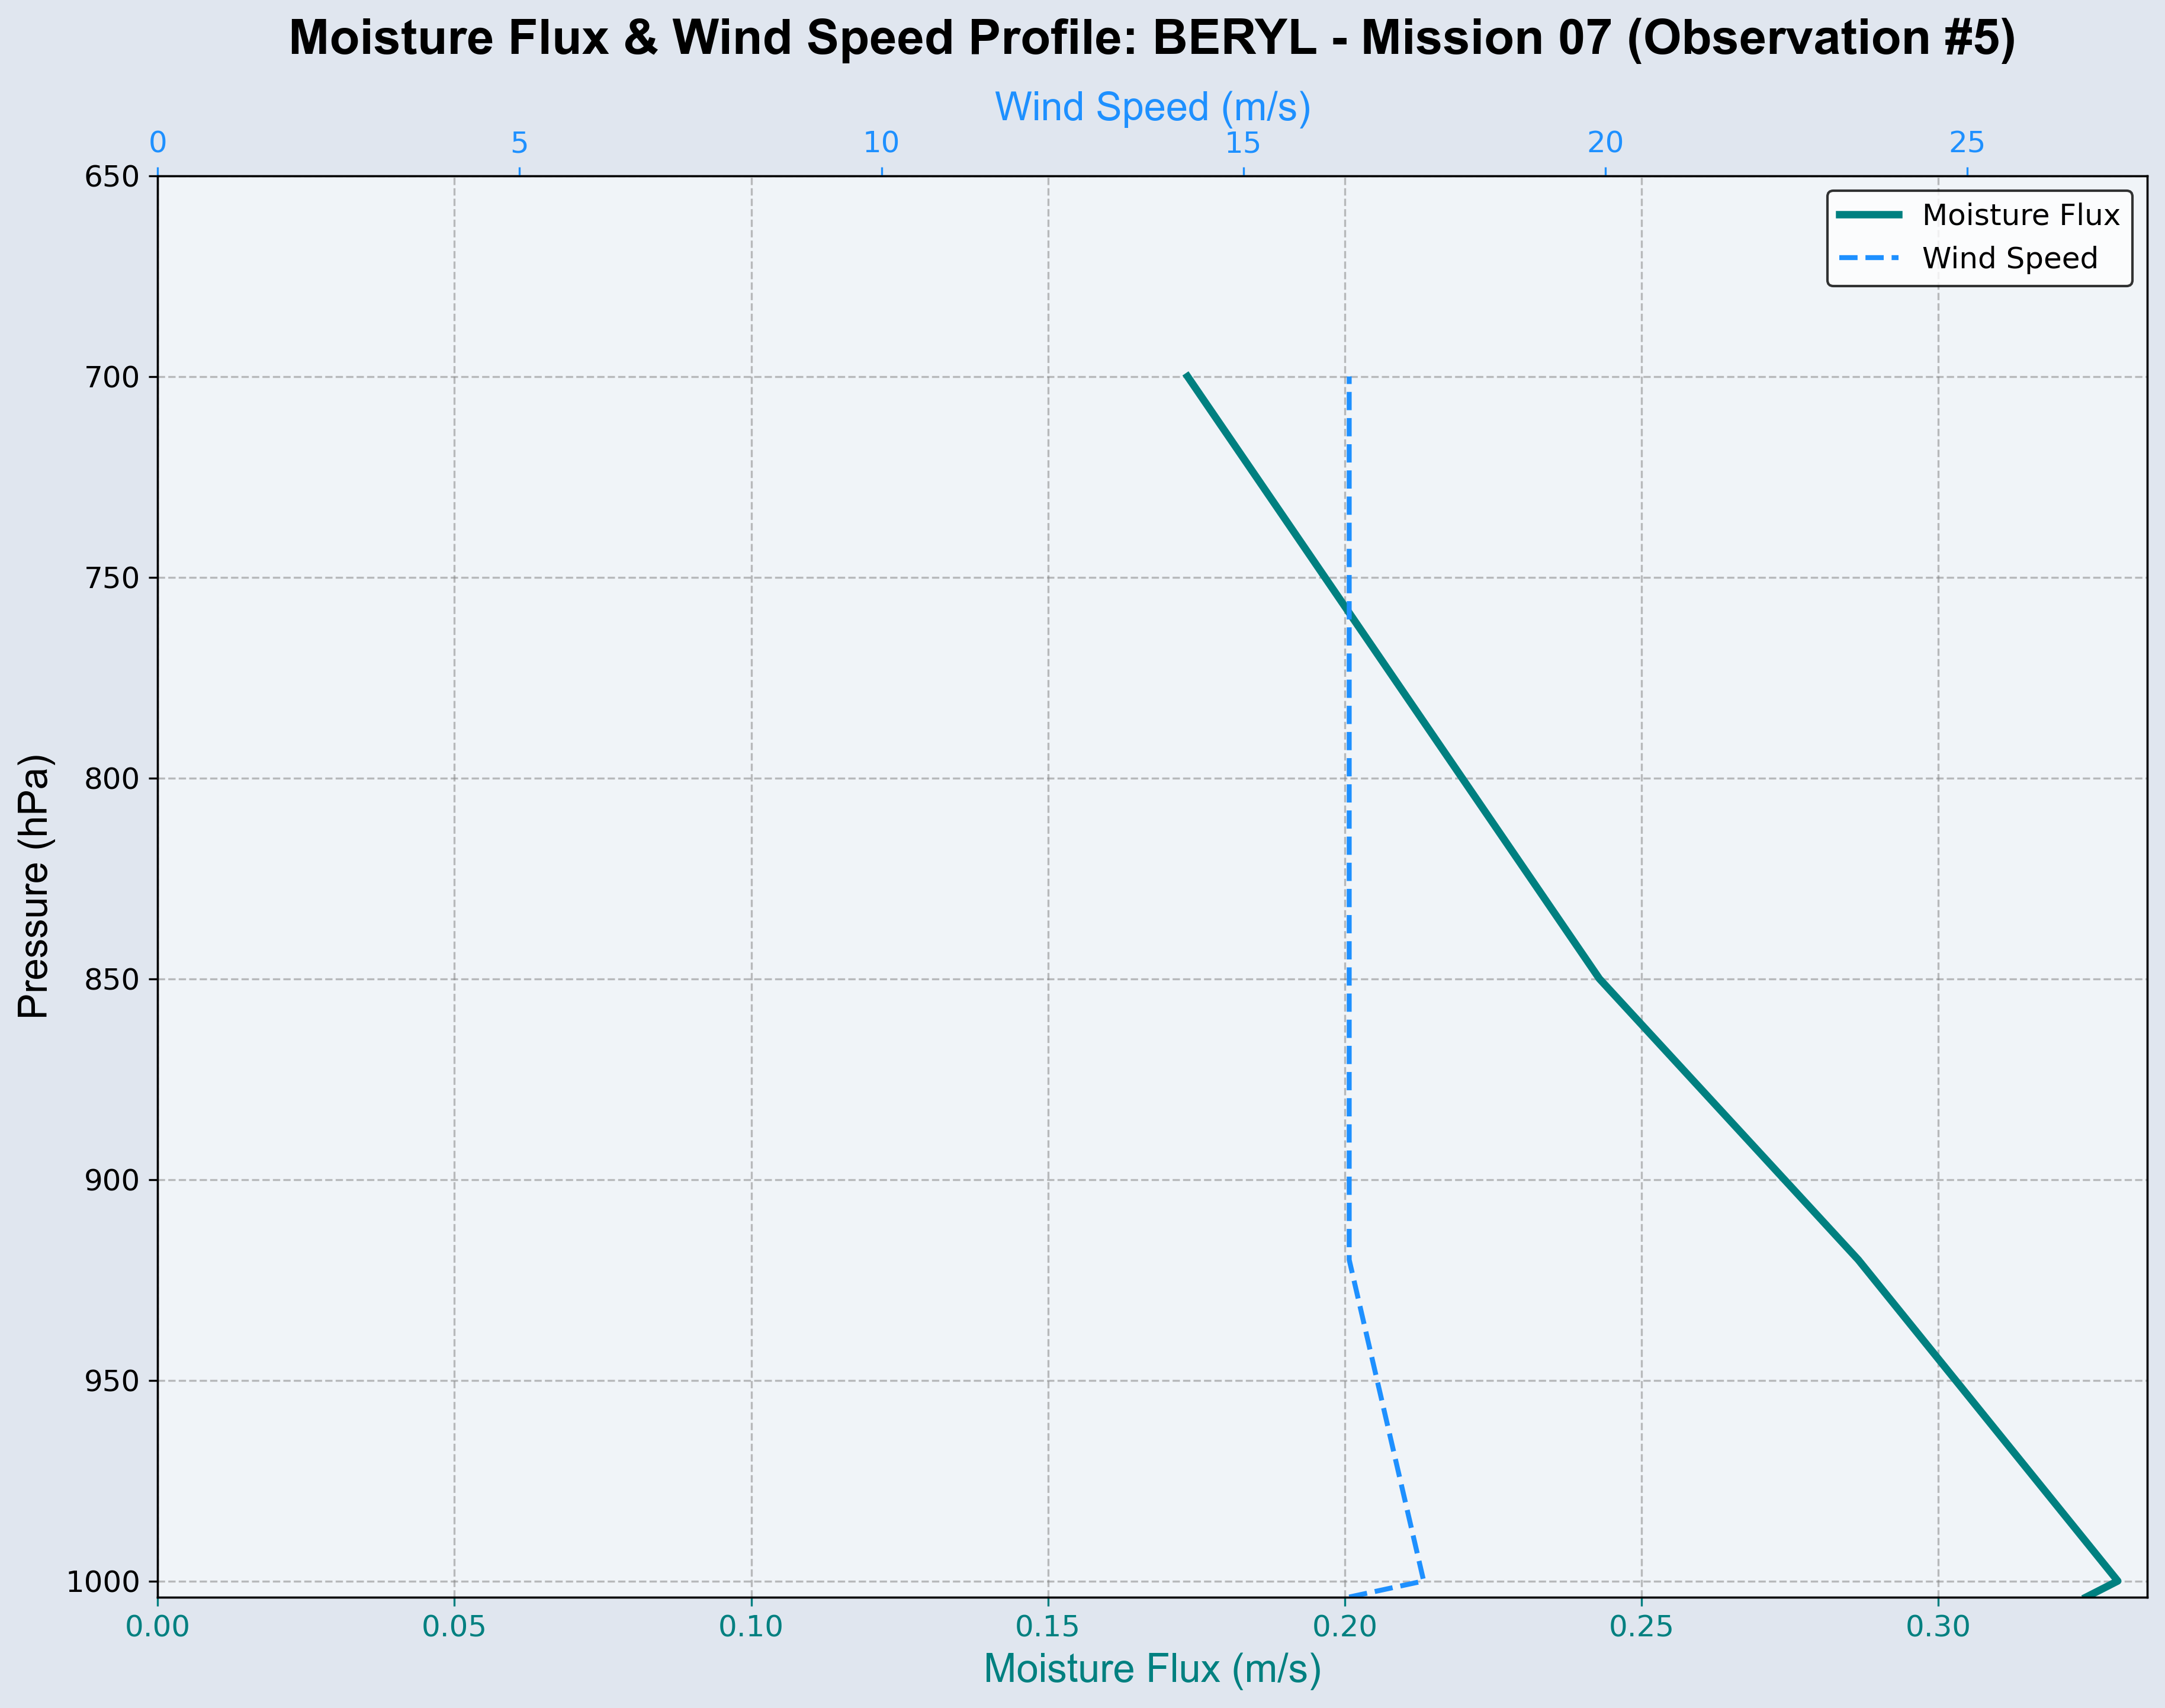 Moisture Flux & Wind Speed Profile: BERYL - Mission 07 (Observation #5)
Wind Speed (m/s)
0 5 10 15 20 25
Moisture Flux
Wind Speed
Pressure (hPa)
650
700
750
800
850
900
950
1000
0.00 0.05 0.10 0.15 0.20 0.25 0.30
Moisture Flux (m/s)